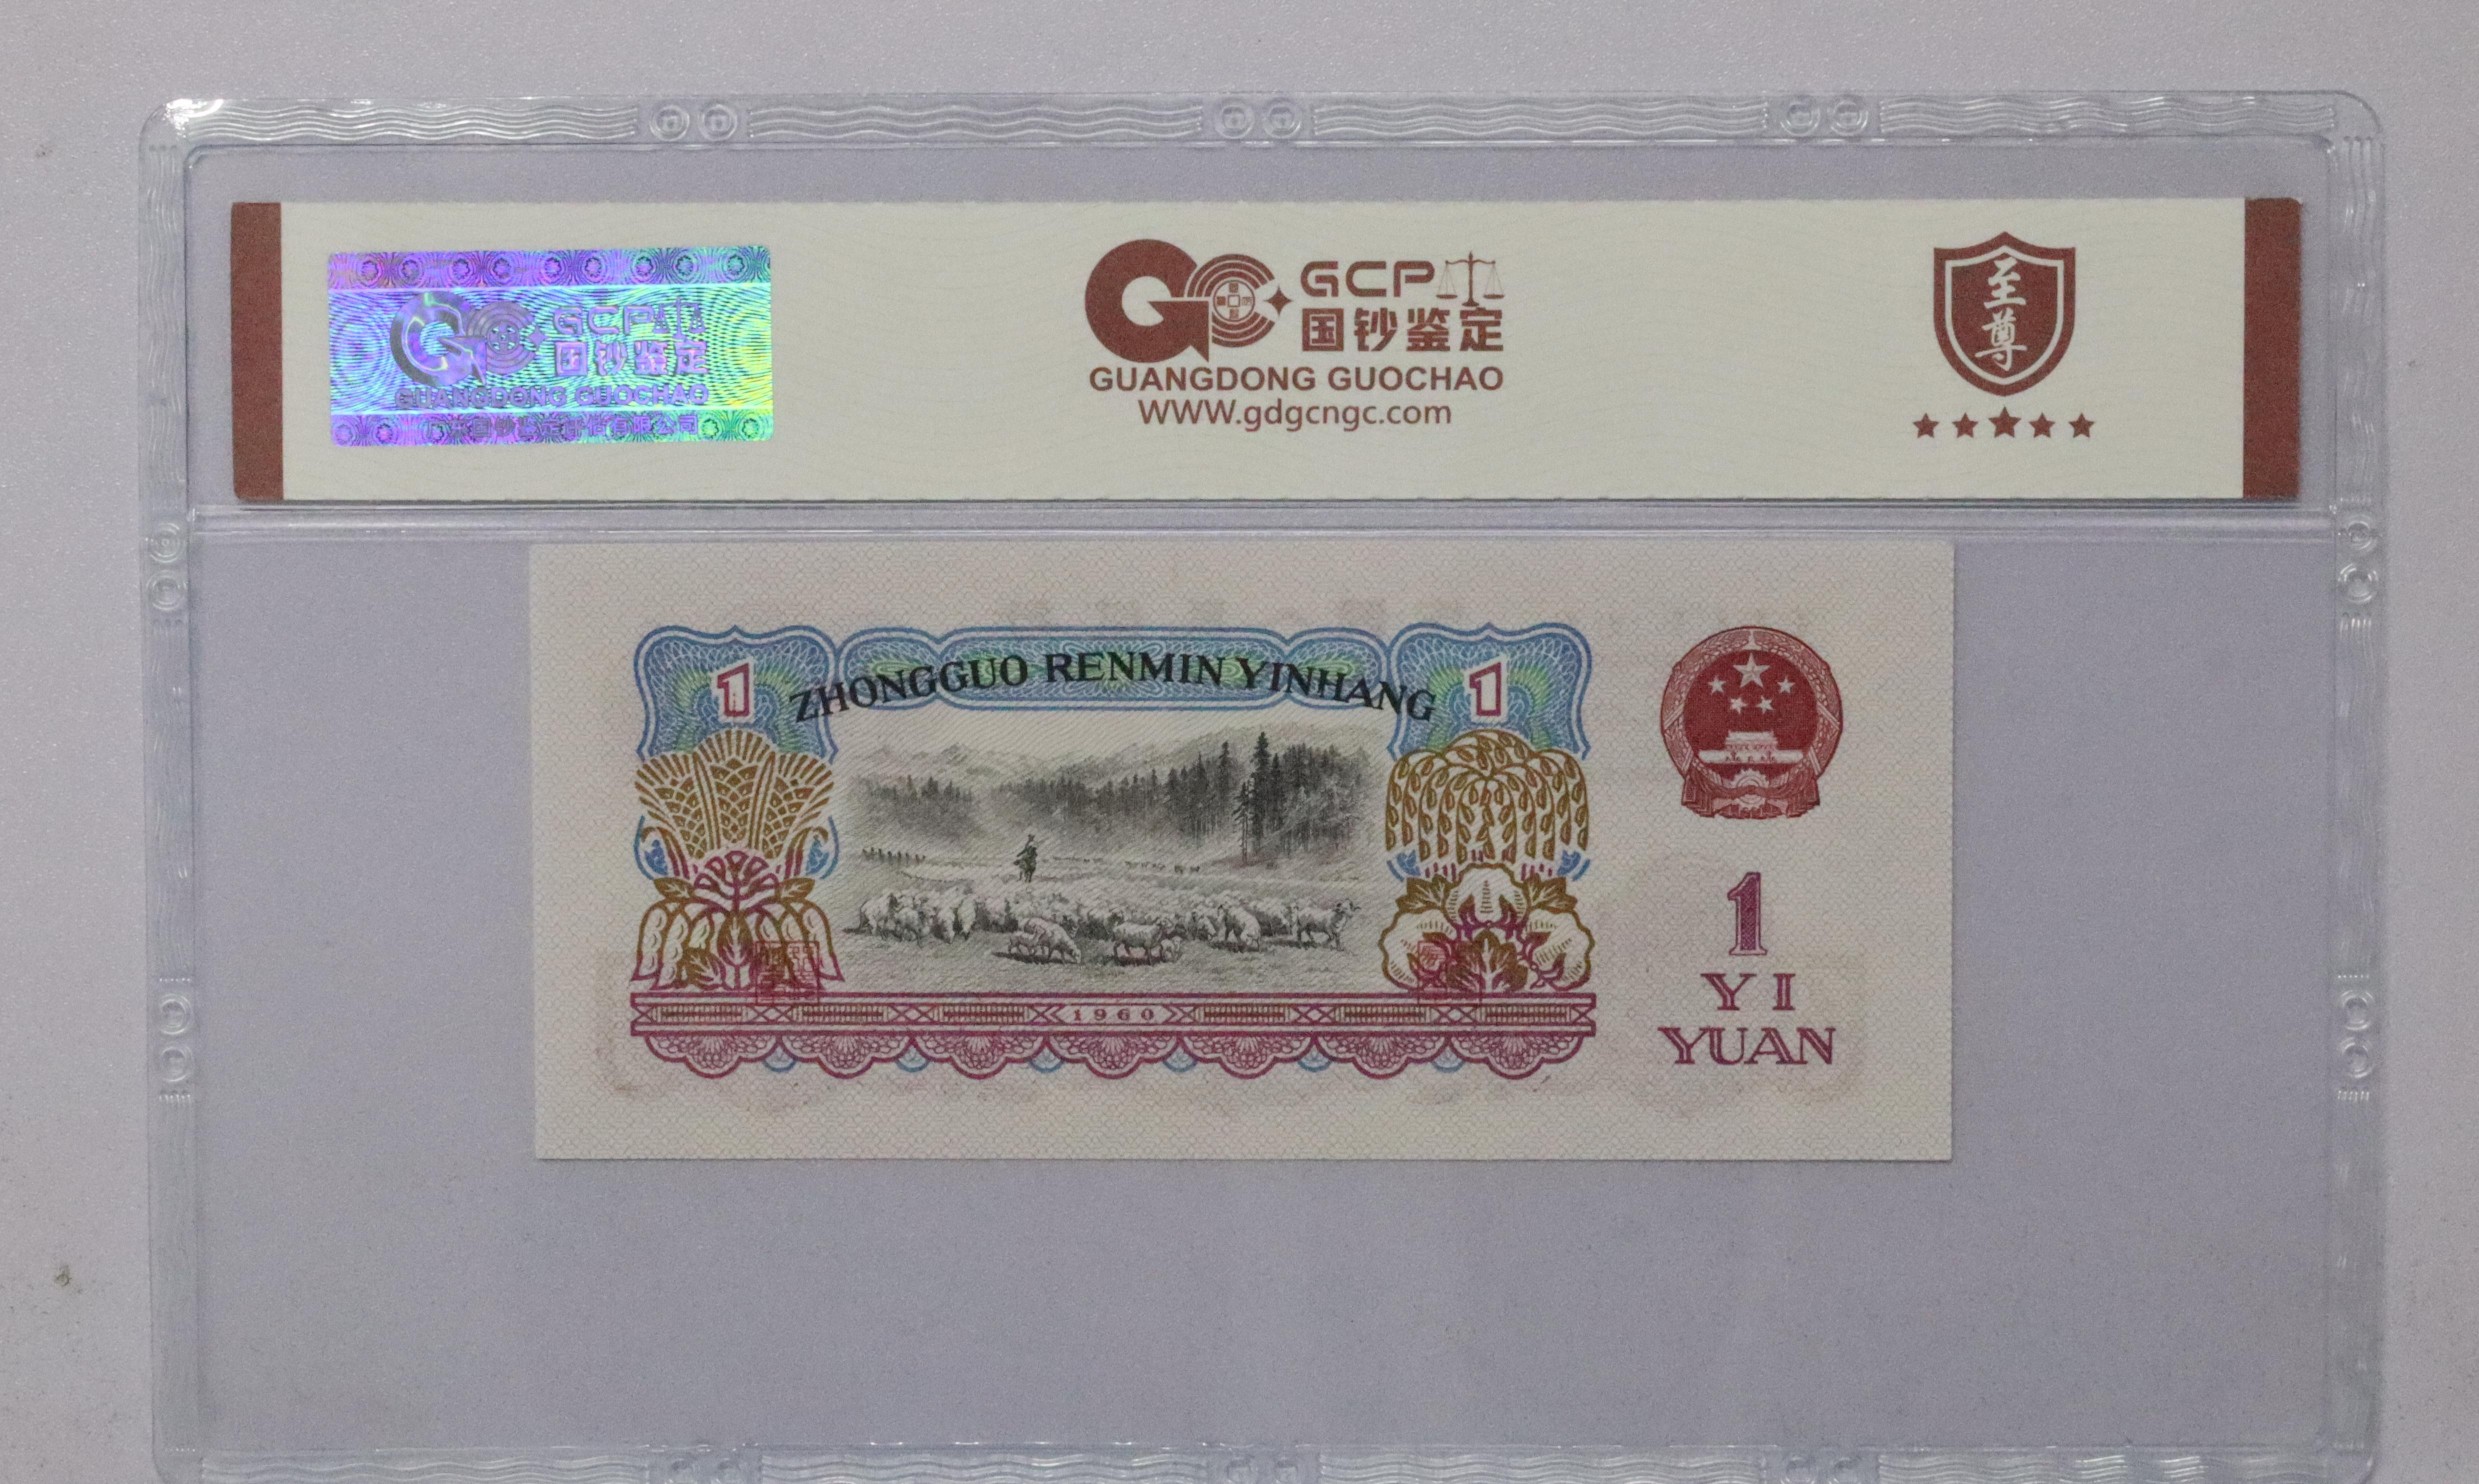 GCP
国钞鉴定
GUANGDONG GUOCHAO
GCP
国钞鉴定
GUANGDONG GUOCHAO
WWW.gdgcngc.com
至尊
1
ZHONGGUO RENMIN YINHANG
1
1960
1
YI
YUAN